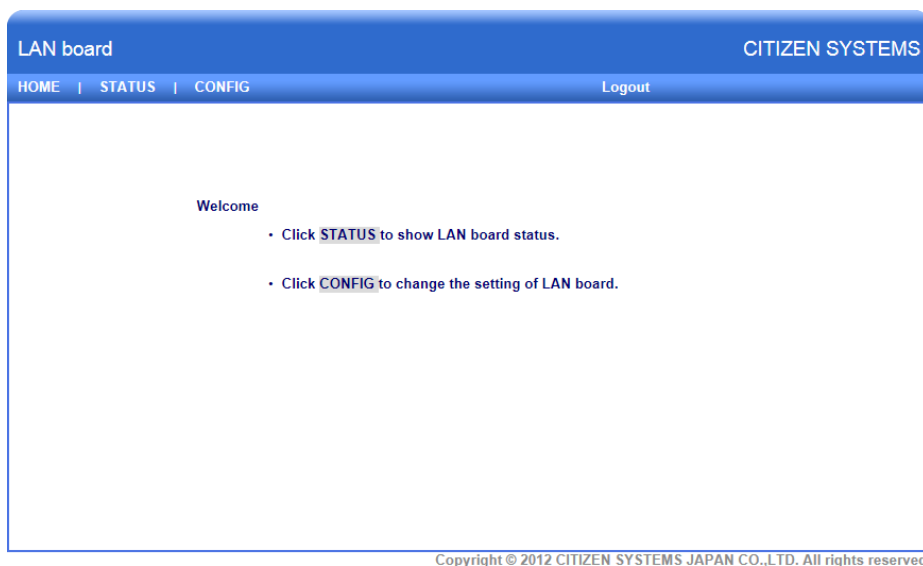 LAN board CITIZEN SYSTEMS
HOME | STATUS | CONFIG Logout
Welcome
• Click STATUS to show LAN board status.
• Click CONFIG to change the setting of LAN board.
Copyright © 2012 CITIZEN SYSTEMS JAPAN CO.,LTD. All rights reserved